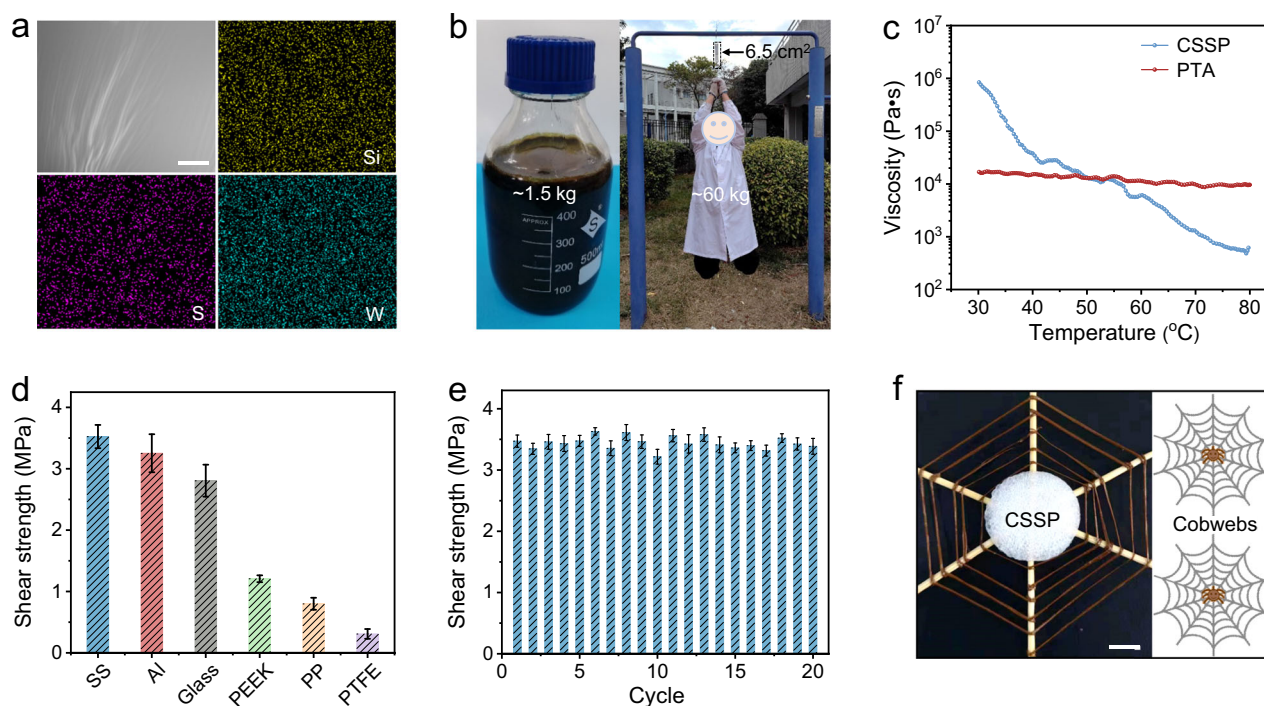 a
Si
S
W
b
~1.5 kg
APPROX
400
300
200
100
S
500ml
6.5 cm²
~60 kg
c
Viscosity (Pa•s)
10⁷
10⁶
10⁵
10⁴
10³
10²
CSSP
PTA
30
40
50
60
70
80
Temperature (°C)
d
Shear strength (MPa)
4
3
2
1
0
SS
Al
Glass
PEEK
PP
PTFE
e
Shear strength (MPa)
4
3
2
1
0
0
5
10
15
20
Cycle
f
CSSP
Cobwebs